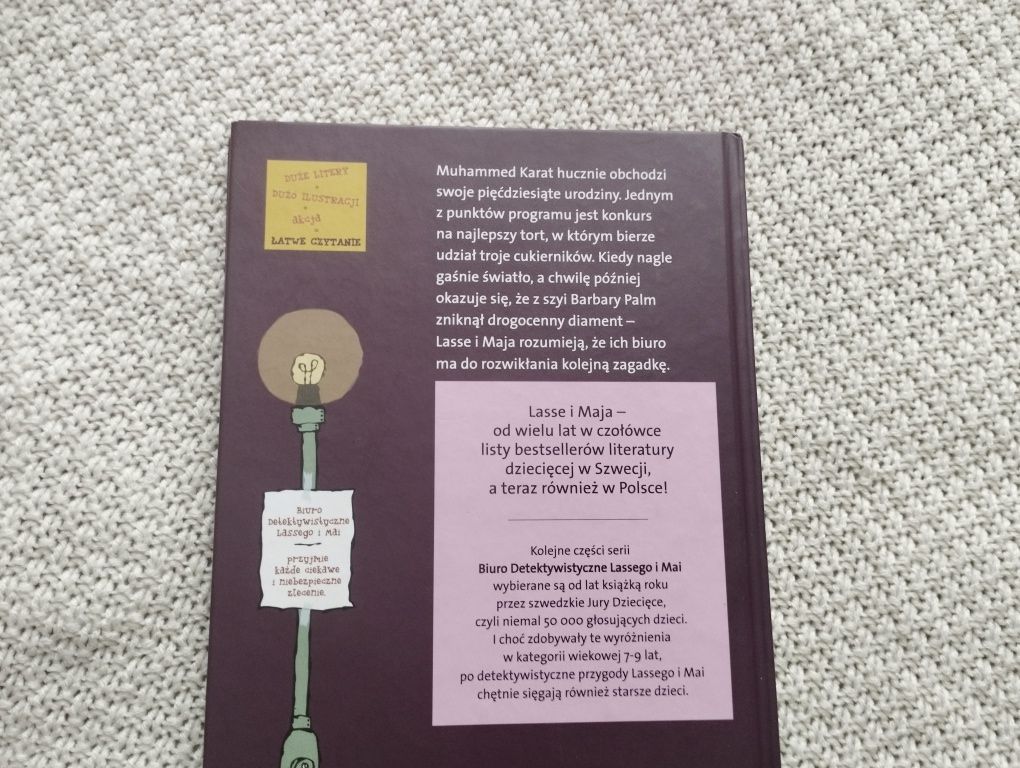 DUŻE LITERY
•
DUŻO ILUSTRACJI
•
akcja
•
ŁATWE CZYTANIE
Muhammed Karat hucznie obchodzi
swoje pięćdziesiąte urodziny. Jednym
z punktów programu jest konkurs
na najlepszy tort, w którym bierze
udział troje cukierników. Kiedy nagle
gaśnie światło, a chwilę później
okazuje się, że z szyi Barbary Palm
zniknął drogocenny diament –
Lasse i Maja rozumieją, że ich biuro
ma do rozwikłania kolejną zagadkę.
Lasse i Maja –
od wielu lat w czołówce
listy bestsellerów literatury
dziecięcej w Szwecji,
a teraz również w Polsce!
Kolejne części serii
Biuro Detektywistyczne Lassego i Mai
wybierane są od lat książką roku
przez szwedzkie Jury Dziecięce,
czyli niemal 50 000 głosujących dzieci.
I choć zdobywały te wyróżnienia
w kategorii wiekowej 7-9 lat,
po detektywistyczne przygody Lassego i Mai
chętnie sięgają również starsze dzieci.
Biuro
Detektywistyczne
Lassego i Mai
przyjmie
każde ciekawe
i niebezpieczne
zlecenie.